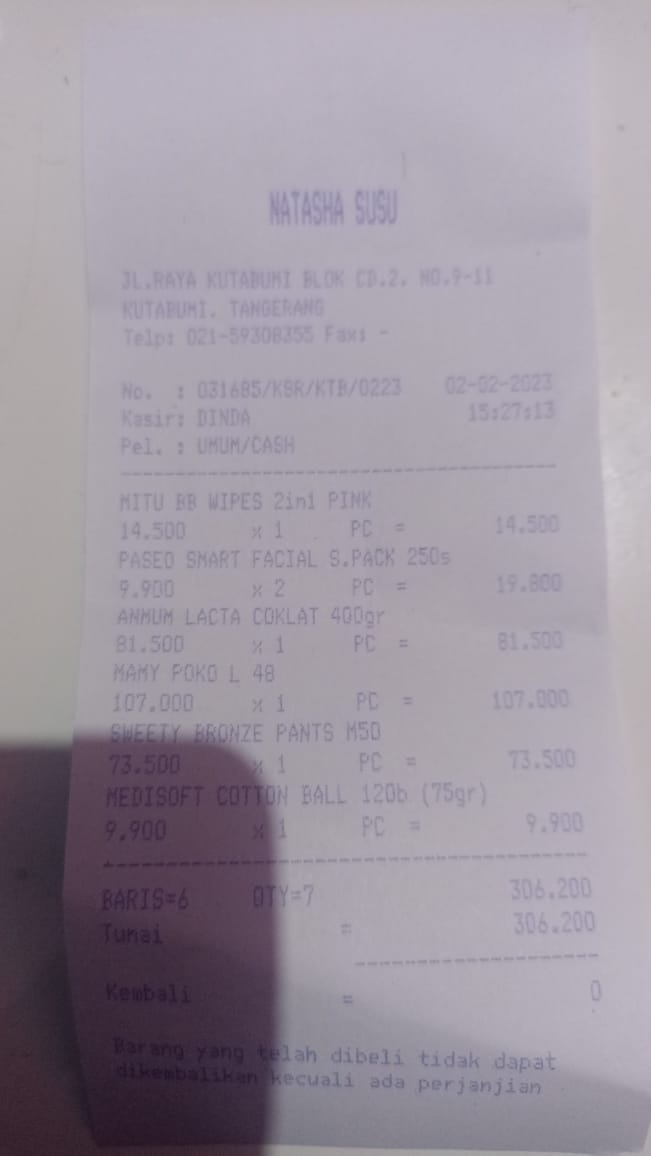 NATASHA SUSU
JL.RAYA KUTABUMI BLOK CD.2. NO.9-11
KUTABUMI. TANGERANG
Telp: 021-59308355 Fax: -
No. : 031685/KSR/KTB/0223 02-02-2023
Kasir: DINDA 15:27:13
Pel. : UMUM/CASH
MITU BB WIPES 2in1 PINK
14.500 x 1 PC = 14.500
PASEO SMART FACIAL S.PACK 250s
9.900 x 2 PC = 19.800
ANMUM LACTA COKLAT 400gr
81.500 x 1 PC = 81.500
MAMY POKO L 48
107.000 x 1 PC = 107.000
SWEETY BRONZE PANTS M50
73.500 x 1 PC = 73.500
MEDISOFT COTTON BALL 120b (75gr)
9.900 x 1 PC = 9.900
BARIS=6 QTY=7 306.200
Tunai = 306.200
Kembali = 0
Barang yang telah dibeli tidak dapat
dikembalikan kecuali ada perjanjian